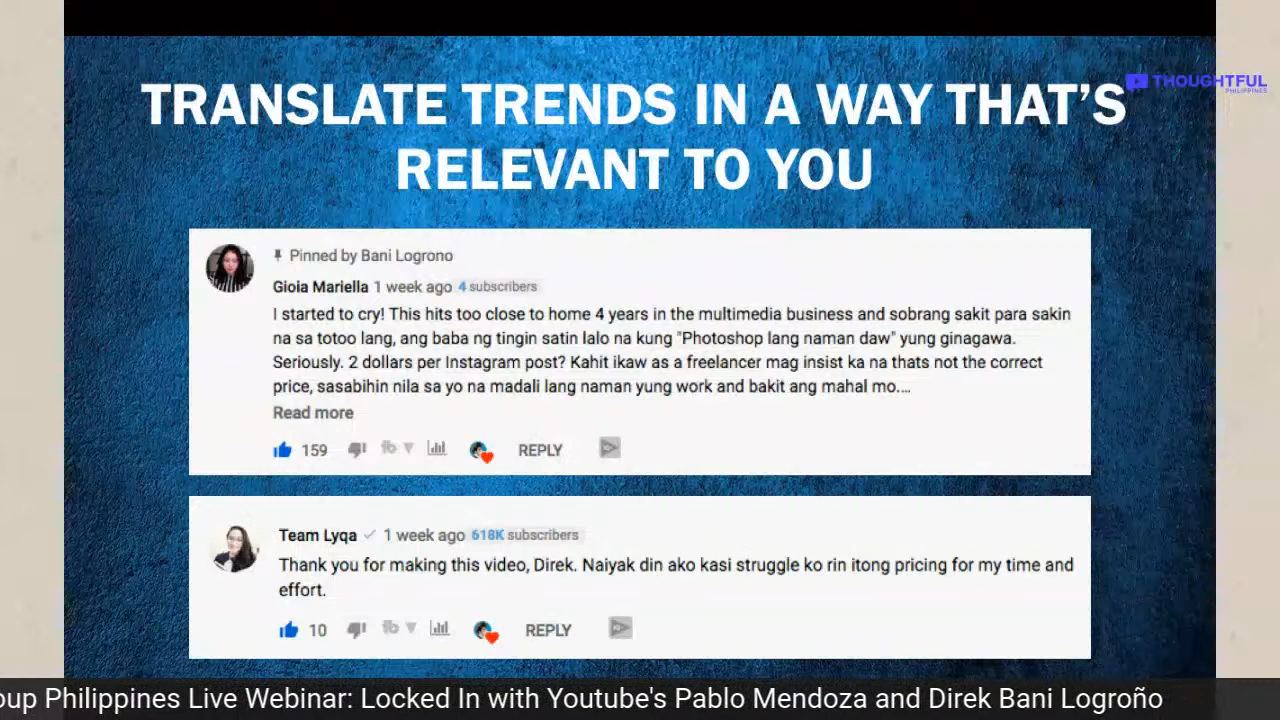 TRANSLATE TRENDS IN A WAY THAT'S
RELEVANT TO YOU
THOUGHTFUL
PHILIPPINES
Pinned by Bani Logrono
Gioia Mariella 1 week ago 4 subscribers
I started to cry! This hits too close to home 4 years in the multimedia business and sobrang sakit para sakin
na sa totoo lang, ang baba ng tingin satin lalo na kung "Photoshop lang naman daw" yung ginagawa.
Seriously. 2 dollars per Instagram post? Kahit ikaw as a freelancer mag insist ka na thats not the correct
price, sasabihin nila sa yo na madali lang naman yung work and bakit ang mahal mo....
Read more
159 REPLY
Team Lyqa 1 week ago 618K subscribers
Thank you for making this video, Direk. Naiyak din ako kasi struggle ko rin itong pricing for my time and
effort.
10 REPLY
oup Philippines Live Webinar: Locked In with Youtube's Pablo Mendoza and Direk Bani Logroño